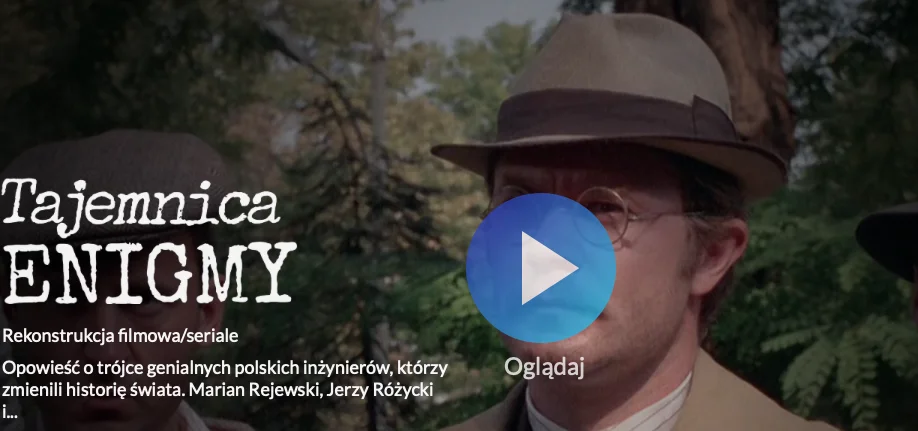 Tajemnica
ENIGMY
Rekonstrukcja filmowa/seriale
Opowieść o trójce genialnych polskich inżynierów, którzy
zmienili historię świata. Marian Rejewski, Jerzy Różycki
i...
Oglądaj